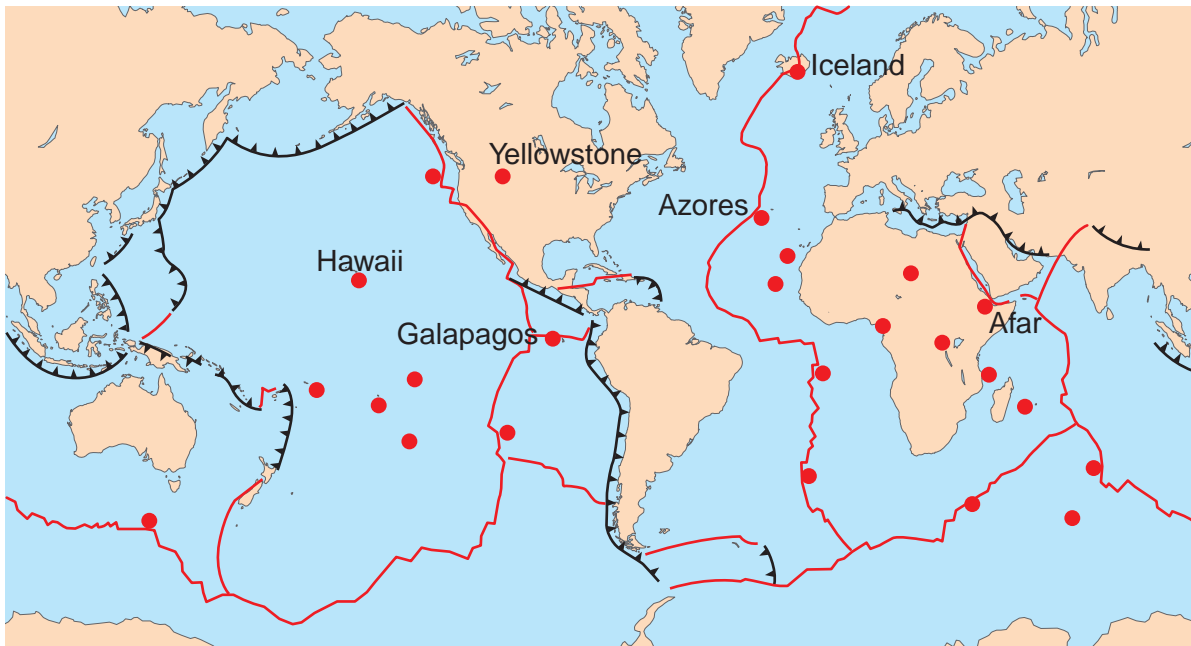 Iceland
Yellowstone
Azores
Hawaii
Afar
Galapagos